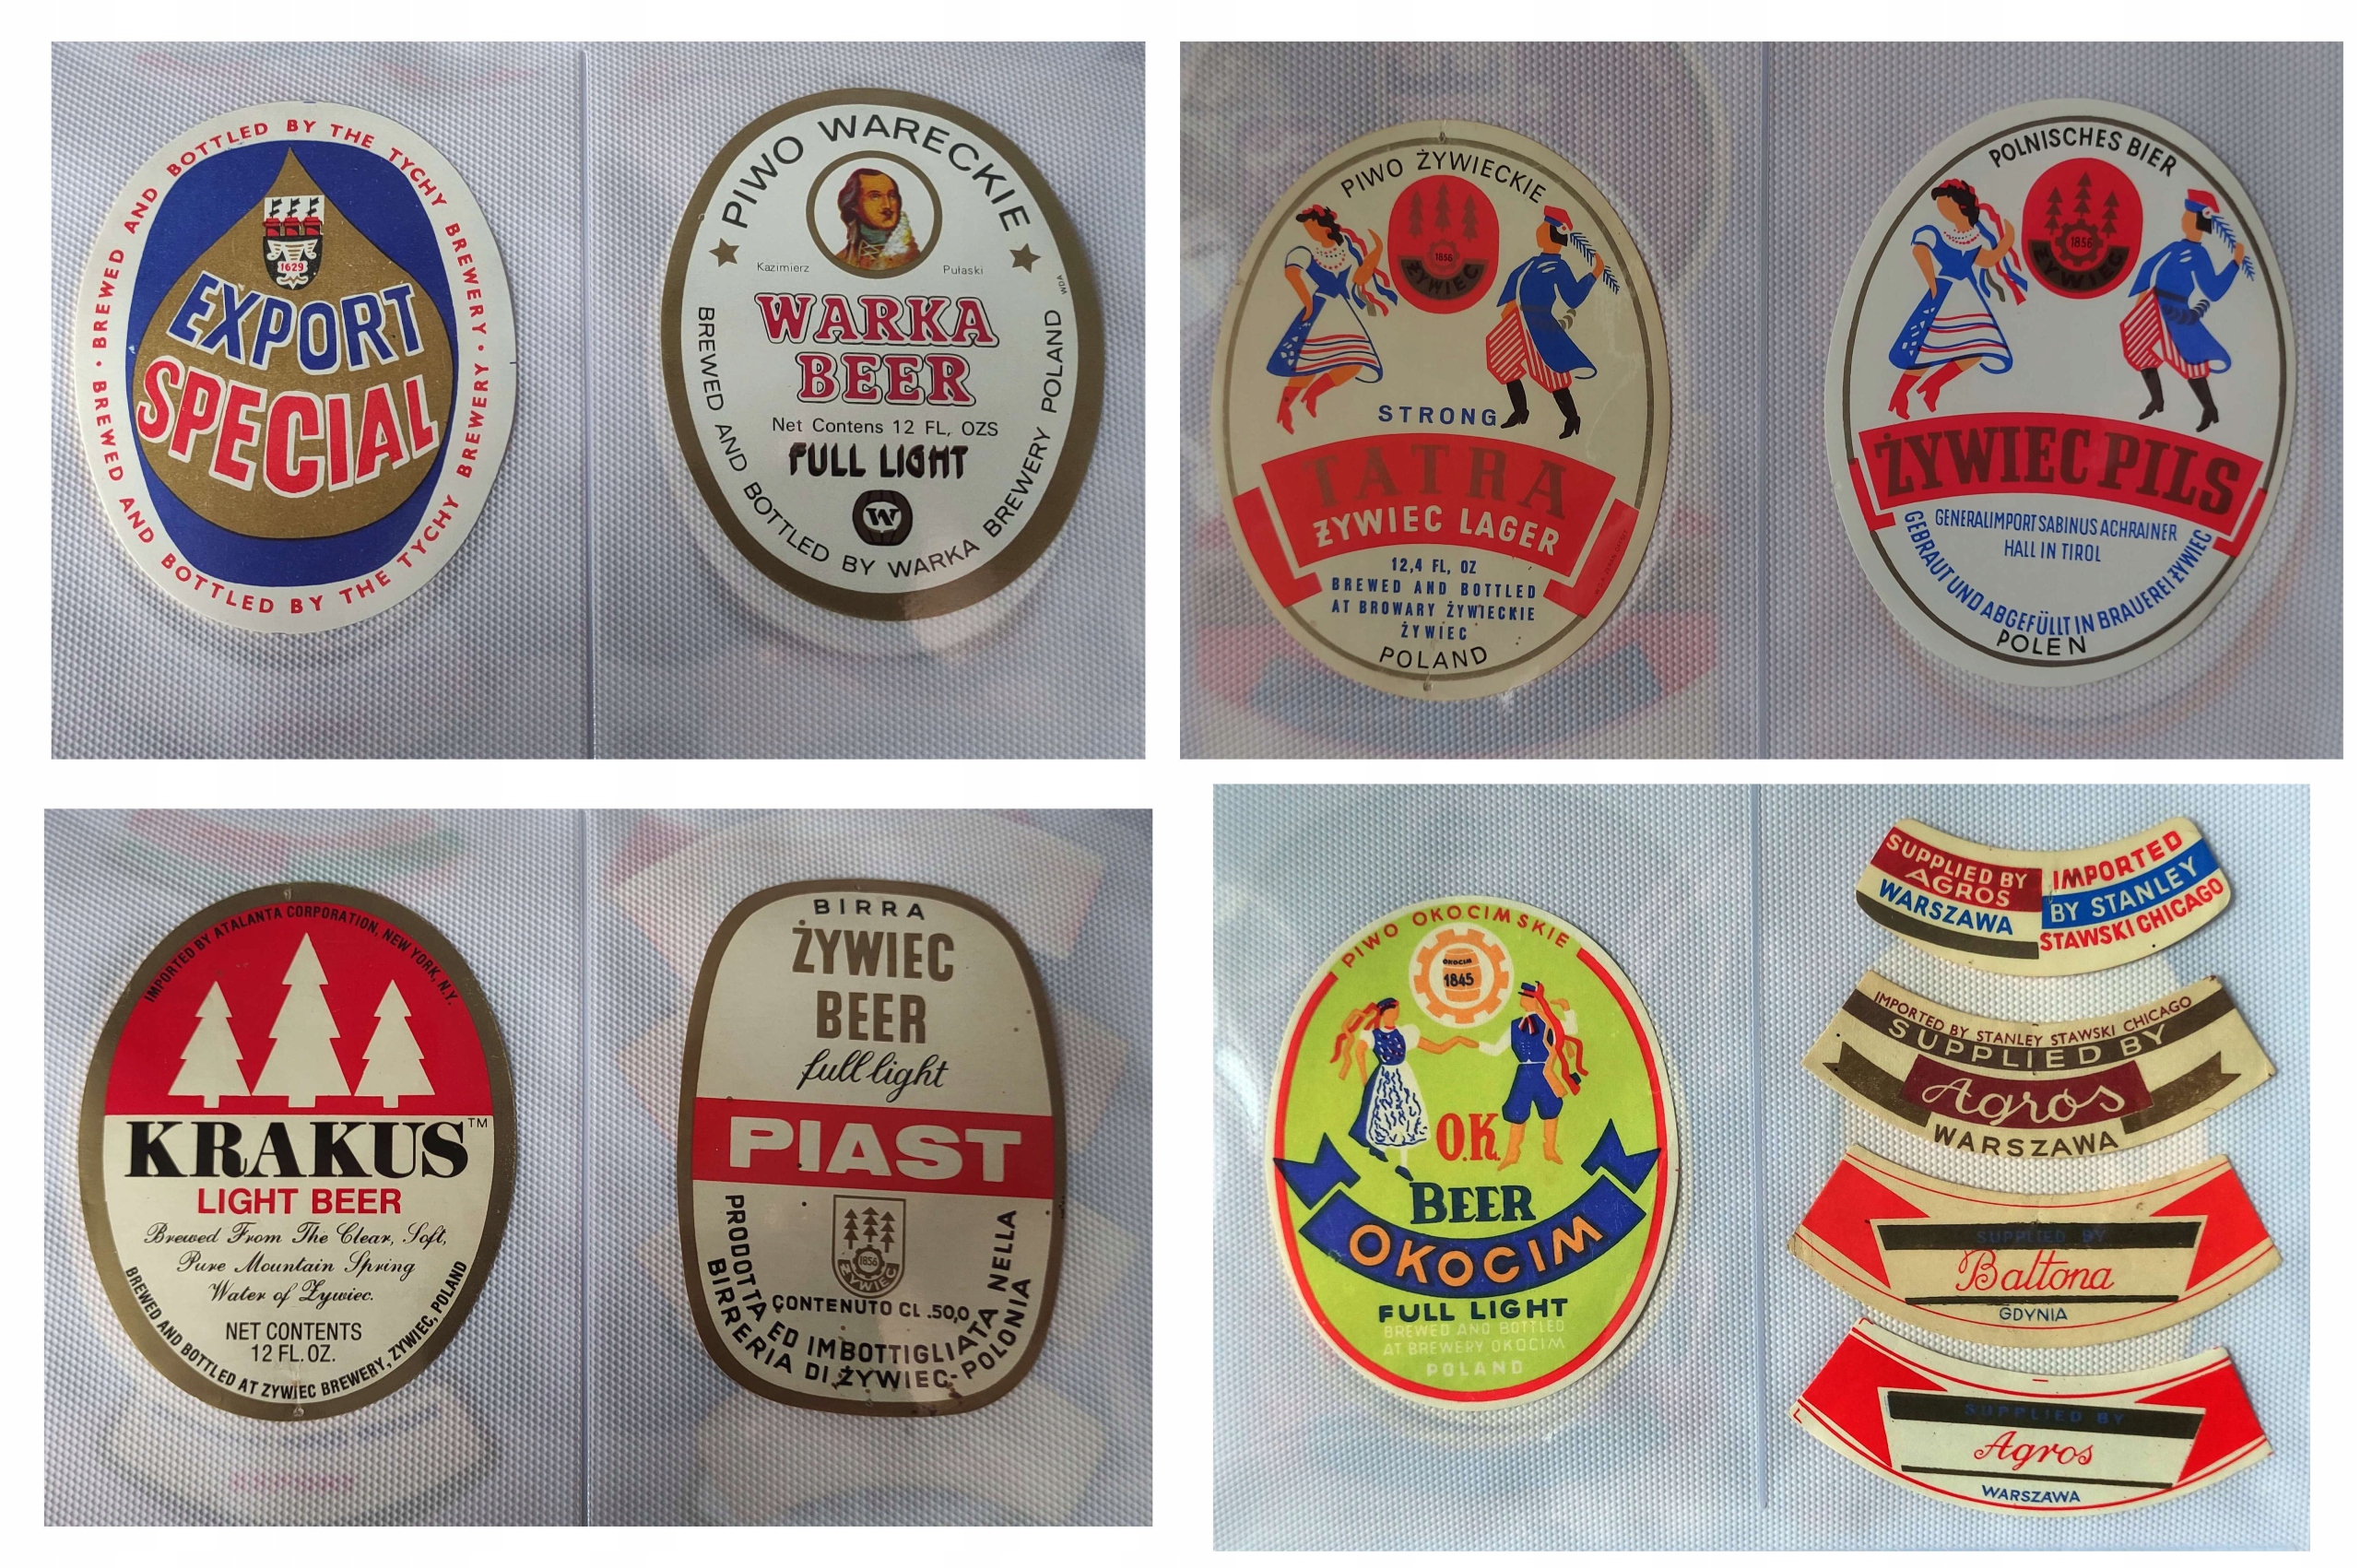 BREWED AND BOTTLED BY THE TYCHY BREWERY •
1629
EXPORT
SPECIAL
BREWED AND BOTTLED BY THE TYCHY BREWERY •
PIWO WARECKIE
Kazimierz Pułaski
WARKA
BEER
Net Contens 12 FL, OZS
FULL LIGHT
W
BREWED AND BOTTLED BY WARKA BREWERY POLAND
WDA
PIWO ŻYWIECKIE
1856
ŻYWIEC
STRONG
TATRA
ŻYWIEC LAGER
12,4 FL, OZ
BREWED AND BOTTLED
AT BROWARY ŻYWIECKIE
ŻYWIEC
POLAND
POLNISCHES BIER
1856
ŻYWIEC
ŻYWIEC PILS
GENERALIMPORT SABINUS ACHRAINER
HALL IN TIROL
GEBRAUT UND ABGEFÜLLT IN BRAUEREI ŻYWIEC
POLEN
IMPORTED BY ATALANTA CORPORATION, NEW YORK, N.Y.
KRAKUS™
LIGHT BEER
Brewed From The Clear, Soft,
Pure Mountain Spring
Water of Żywiec.
NET CONTENTS
12 FL. OZ.
BREWED AND BOTTLED AT ZYWIEC BREWERY, ZYWIEC, POLAND
BIRRA
ŻYWIEC
BEER
full light
PIAST
1856
ŻYWIEC
CONTENUTO CL .50,0
PRODOTTA ED IMBOTTIGLIATA NELLA
BIRRERIA DI ŻYWIEC-POLONIA
PIWO OKOCIMSKIE
OKOCIM
1845
O.K.
BEER
OKOCIM
FULL LIGHT
BREWED AND BOTTLED
AT BREWERY OKOCIM
POLAND
SUPPLIED BY
AGROS
WARSZAWA
IMPORTED
BY STANLEY
STAWSKI CHICAGO
IMPORTED BY STANLEY STAWSKI CHICAGO
SUPPLIED BY
Agros
WARSZAWA
SUPPLIED BY
Baltona
GDYNIA
SUPPLIED BY
Agros
WARSZAWA